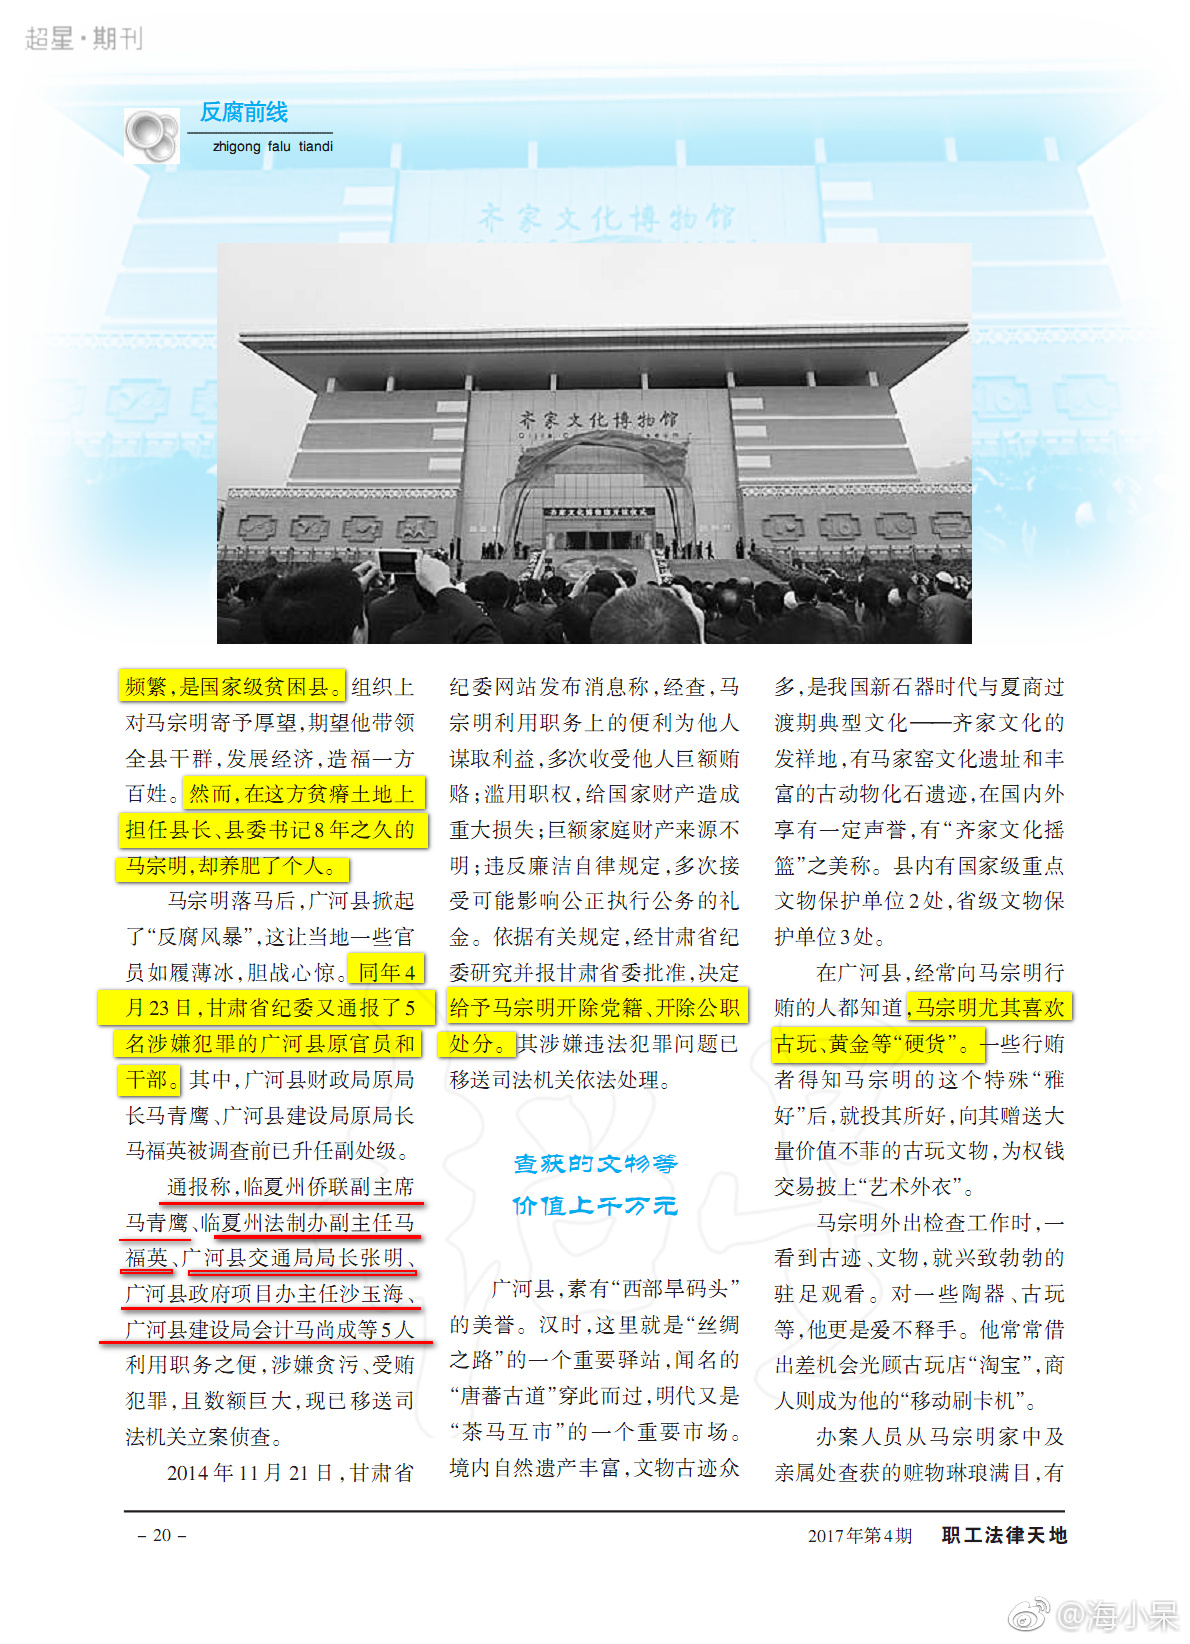 超星·期刊
反腐前线
zhigong falu tiandi
齐家文化博物馆
齐家文化博物馆
齐家文化博物馆开馆仪式
频繁，是国家级贫困县。组织上
对马宗明寄予厚望，期望他带领
全县干群，发展经济，造福一方
百姓。然而，在这方贫瘠土地上
担任县长、县委书记8年之久的
马宗明，却养肥了个人。
马宗明落马后，广河县掀起
了“反腐风暴”，这让当地一些官
员如履薄冰，胆战心惊。同年4
月23日，甘肃省纪委又通报了5
名涉嫌犯罪的广河县原官员和
干部。其中，广河县财政局原局
长马青鹰、广河县建设局原局长
马福英被调查前已升任副处级。
通报称，临夏州侨联副主席
马青鹰、临夏州法制办副主任马
福英、广河县交通局局长张明、
广河县政府项目办主任沙玉海、
广河县建设局会计马尚成等5人
利用职务之便，涉嫌贪污、受贿
犯罪，且数额巨大，现已移送司
法机关立案侦查。
2014年11月21日，甘肃省
纪委网站发布消息称，经查，马
宗明利用职务上的便利为他人
谋取利益，多次收受他人巨额贿
赂；滥用职权，给国家财产造成
重大损失；巨额家庭财产来源不
明；违反廉洁自律规定，多次接
受可能影响公正执行公务的礼
金。依据有关规定，经甘肃省纪
委研究并报甘肃省委批准，决定
给予马宗明开除党籍、开除公职
处分。其涉嫌违法犯罪问题已
移送司法机关依法处理。
查获的文物等
价值上千万元
广河县，素有“西部旱码头”
的美誉。汉时，这里就是“丝绸
之路”的一个重要驿站，闻名的
“唐蕃古道”穿此而过，明代又是
“茶马互市”的一个重要市场。
境内自然遗产丰富，文物古迹众
多，是我国新石器时代与夏商过
渡期典型文化——齐家文化的
发祥地，有马家窑文化遗址和丰
富的古动物化石遗迹，在国内外
享有一定声誉，有“齐家文化摇
篮”之美称。县内有国家级重点
文物保护单位2处，省级文物保
护单位3处。
在广河县，经常向马宗明行
贿的人都知道，马宗明尤其喜欢
古玩、黄金等“硬货”。一些行贿
者得知马宗明的这个特殊“雅
好”后，就投其所好，向其赠送大
量价值不菲的古玩文物，为权钱
交易披上“艺术外衣”。
马宗明外出检查工作时，一
看到古迹、文物，就兴致勃勃的
驻足观看。对一些陶器、古玩
等，他更是爱不释手。他常常借
出差机会光顾古玩店“淘宝”，商
人则成为他的“移动刷卡机”。
办案人员从马宗明家中及
亲属处查获的赃物琳琅满目，有
- 20 -
2017年第4期 职工法律天地
@海小呆